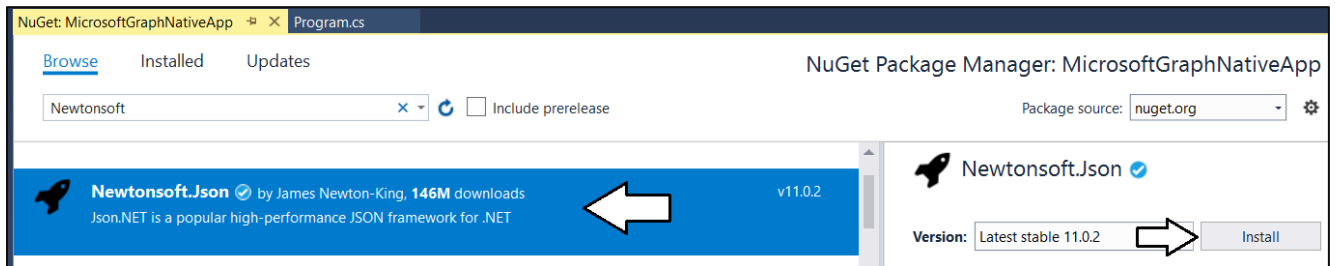 NuGet: MicrosoftGraphNativeApp Program.cs
Browse Installed Updates
NuGet Package Manager: MicrosoftGraphNativeApp
Newtonsoft
Include prerelease
Package source: nuget.org
Newtonsoft.Json by James Newton-King, 146M downloads
v11.0.2
Json.NET is a popular high-performance JSON framework for .NET
Newtonsoft.Json
Version: Latest stable 11.0.2 Install